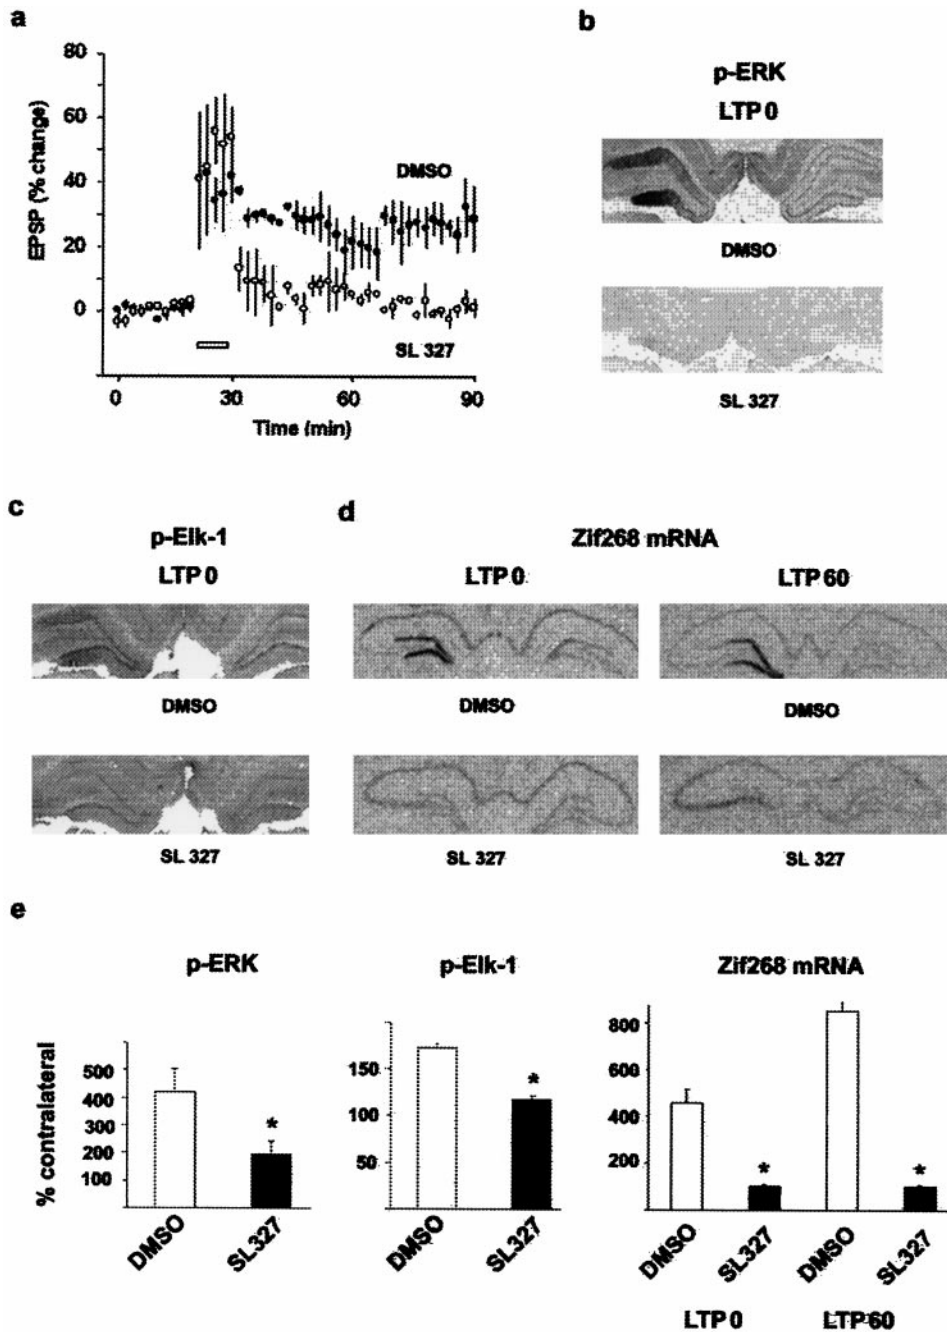 a
80
60
40
20
0
EPSP (% change)
DMSO
SL 327
0
30
60
90
Time (min)
b
p-ERK
LTP 0
DMSO
SL 327
c
p-Elk-1
LTP 0
DMSO
SL 327
d
Zif268 mRNA
LTP 0
LTP 60
DMSO
DMSO
SL 327
SL 327
e
p-ERK
p-Elk-1
Zif268 mRNA
% contralateral
500
400
300
200
100
*
DMSO
SL327
150
100
50
*
DMSO
SL327
800
600
400
200
*
*
DMSO
SL327
DMSO
SL327
LTP 0
LTP 60